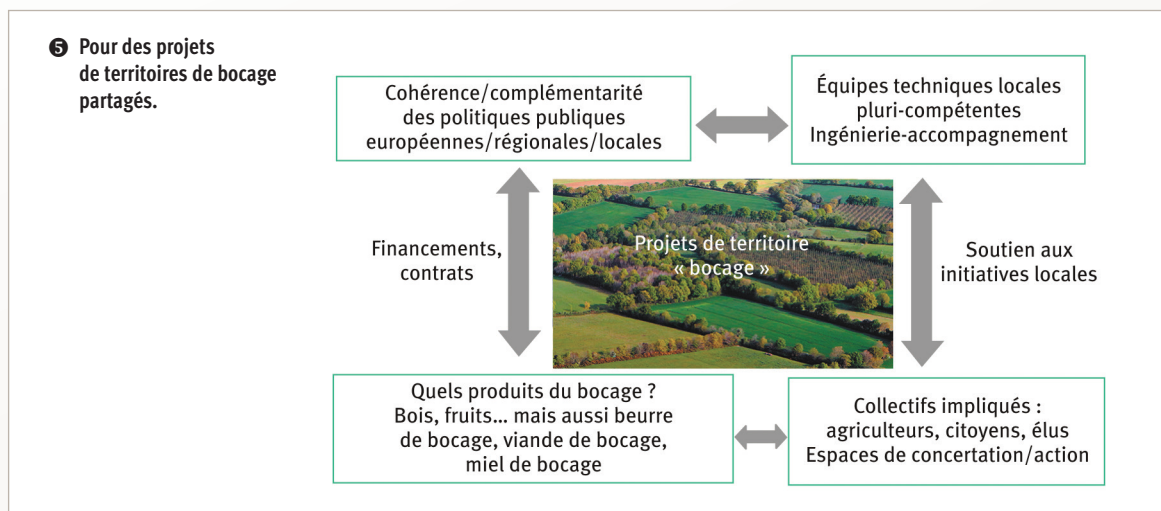 ❺ Pour des projets
de territoires de bocage
partagés.
Cohérence/complémentarité
des politiques publiques
européennes/régionales/locales
Équipes techniques locales
pluri-compétentes
Ingénierie-accompagnement
Financements,
contrats
Projets de territoire
« bocage »
Soutien aux
initiatives locales
Quels produits du bocage ?
Bois, fruits... mais aussi beurre
de bocage, viande de bocage,
miel de bocage
Collectifs impliqués :
agriculteurs, citoyens, élus
Espaces de concertation/action